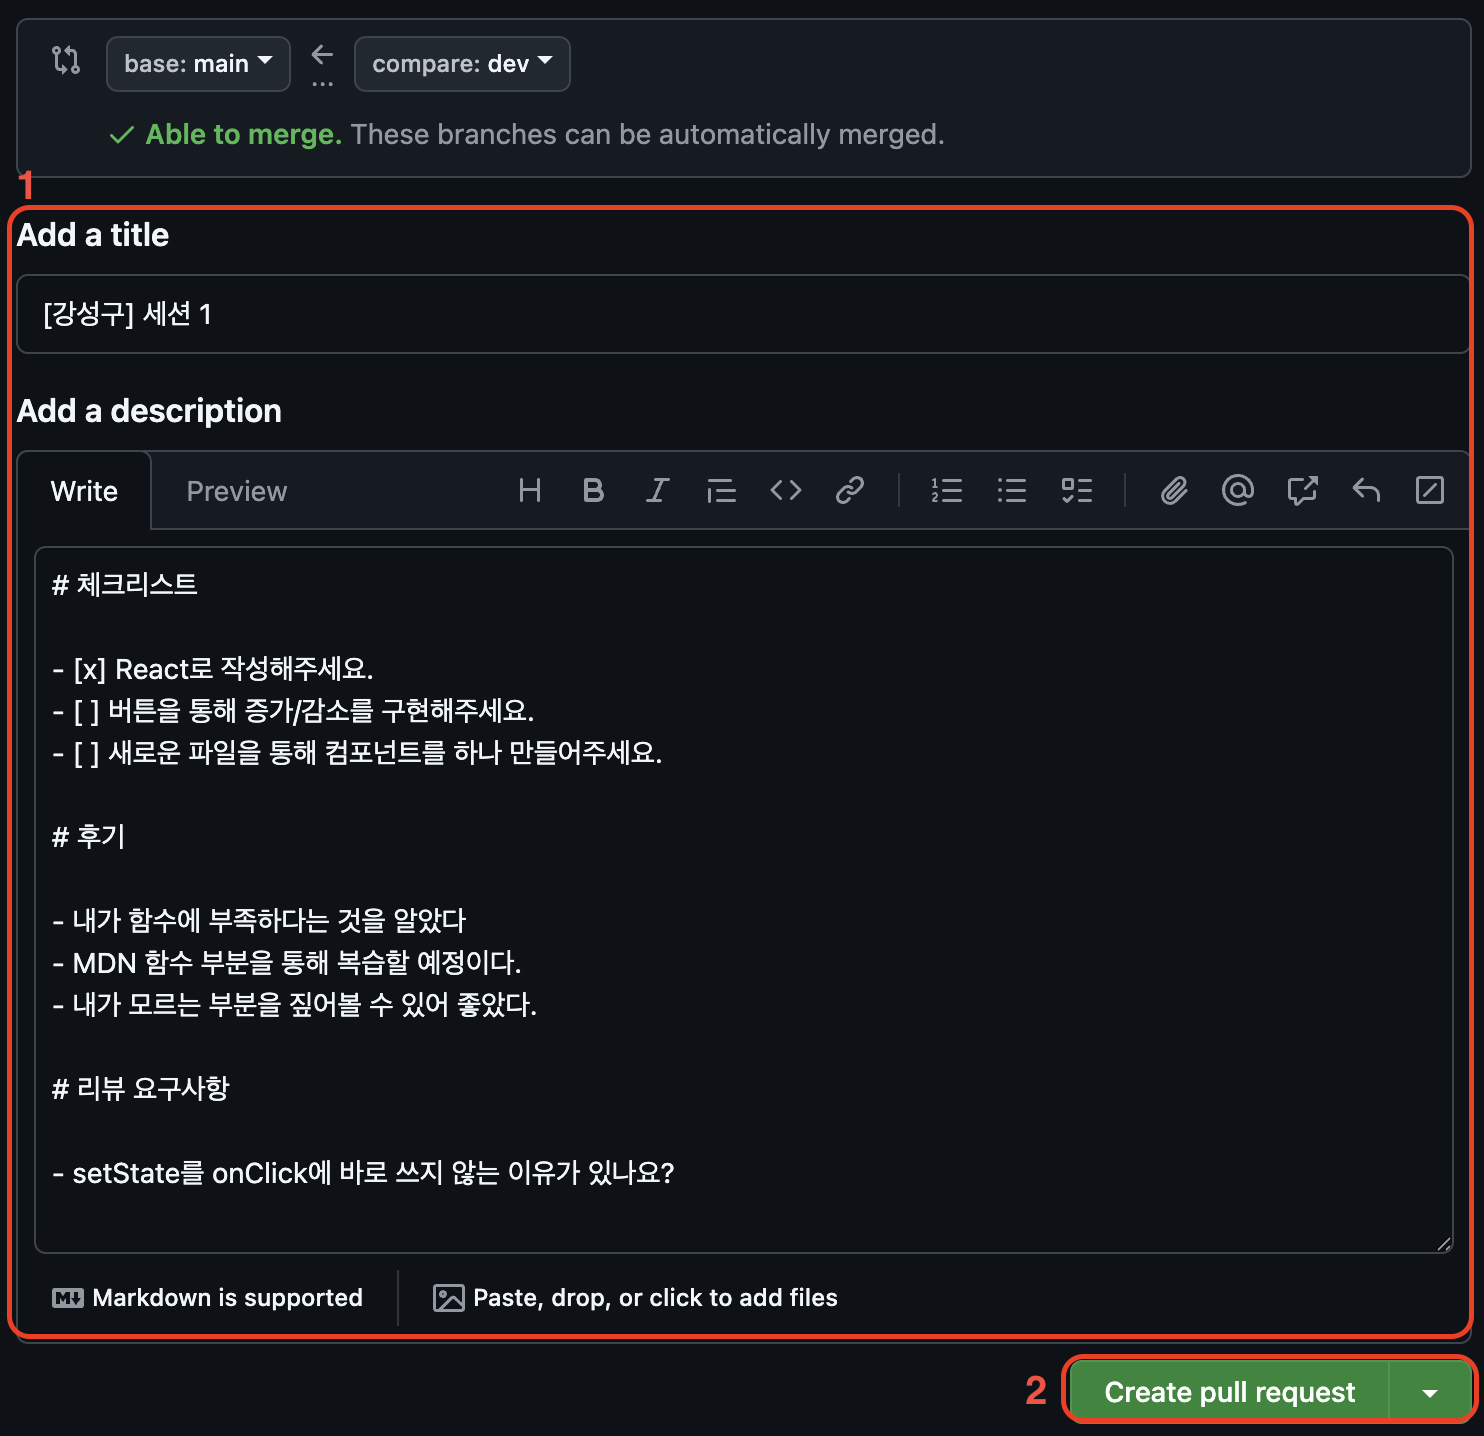 base: main
compare: dev
Able to merge. These branches can be automatically merged.
1
Add a title
[강성구] 세션 1
Add a description
Write Preview
# 체크리스트
- [x] React로 작성해주세요.
- [ ] 버튼을 통해 증가/감소를 구현해주세요.
- [ ] 새로운 파일을 통해 컴포넌트를 하나 만들어주세요.
# 후기
- 내가 함수에 부족하다는 것을 알았다
- MDN 함수 부분을 통해 복습할 예정이다.
- 내가 모르는 부분을 짚어볼 수 있어 좋았다.
# 리뷰 요구사항
- setState를 onClick에 바로 쓰지 않는 이유가 있나요?
Markdown is supported
Paste, drop, or click to add files
2
Create pull request